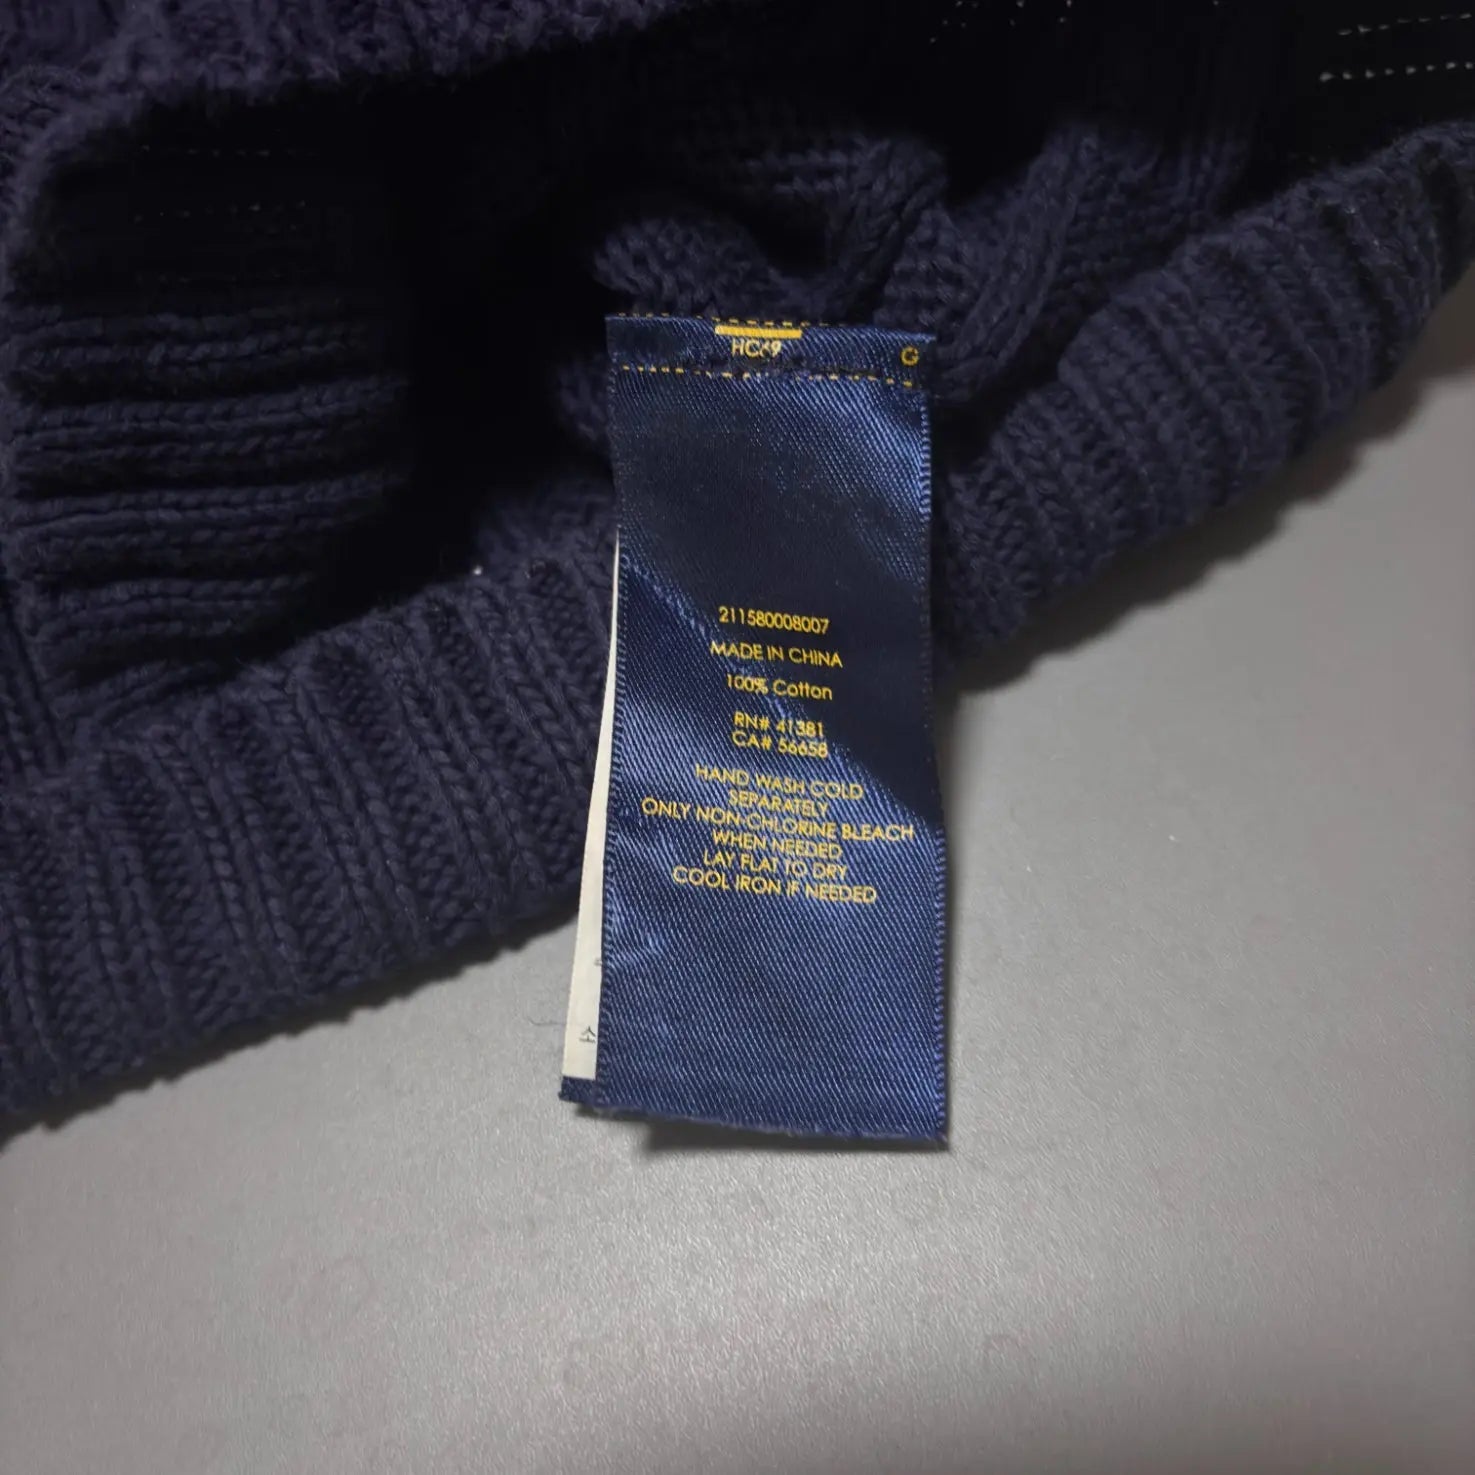 G
211580008007
MADE IN CHINA
100% Cotton
RN# 41381
CA# 56658
HAND WASH COLD
SEPARATELY
ONLY NON-CHLORINE BLEACH
WHEN NEEDED
LAY FLAT TO DRY
COOL IRON IF NEEDED